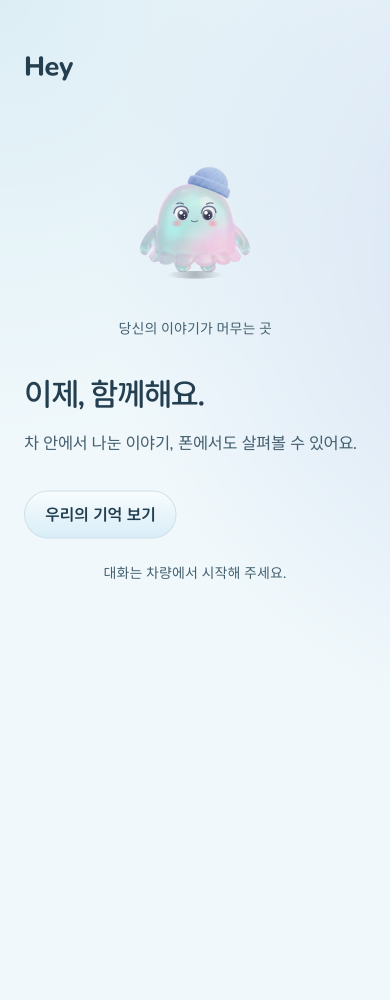 Hey
당신의 이야기가 머무는 곳
이제, 함께해요.
차 안에서 나눈 이야기, 폰에서도 살펴볼 수 있어요.
우리의 기억 보기
대화는 차량에서 시작해 주세요.